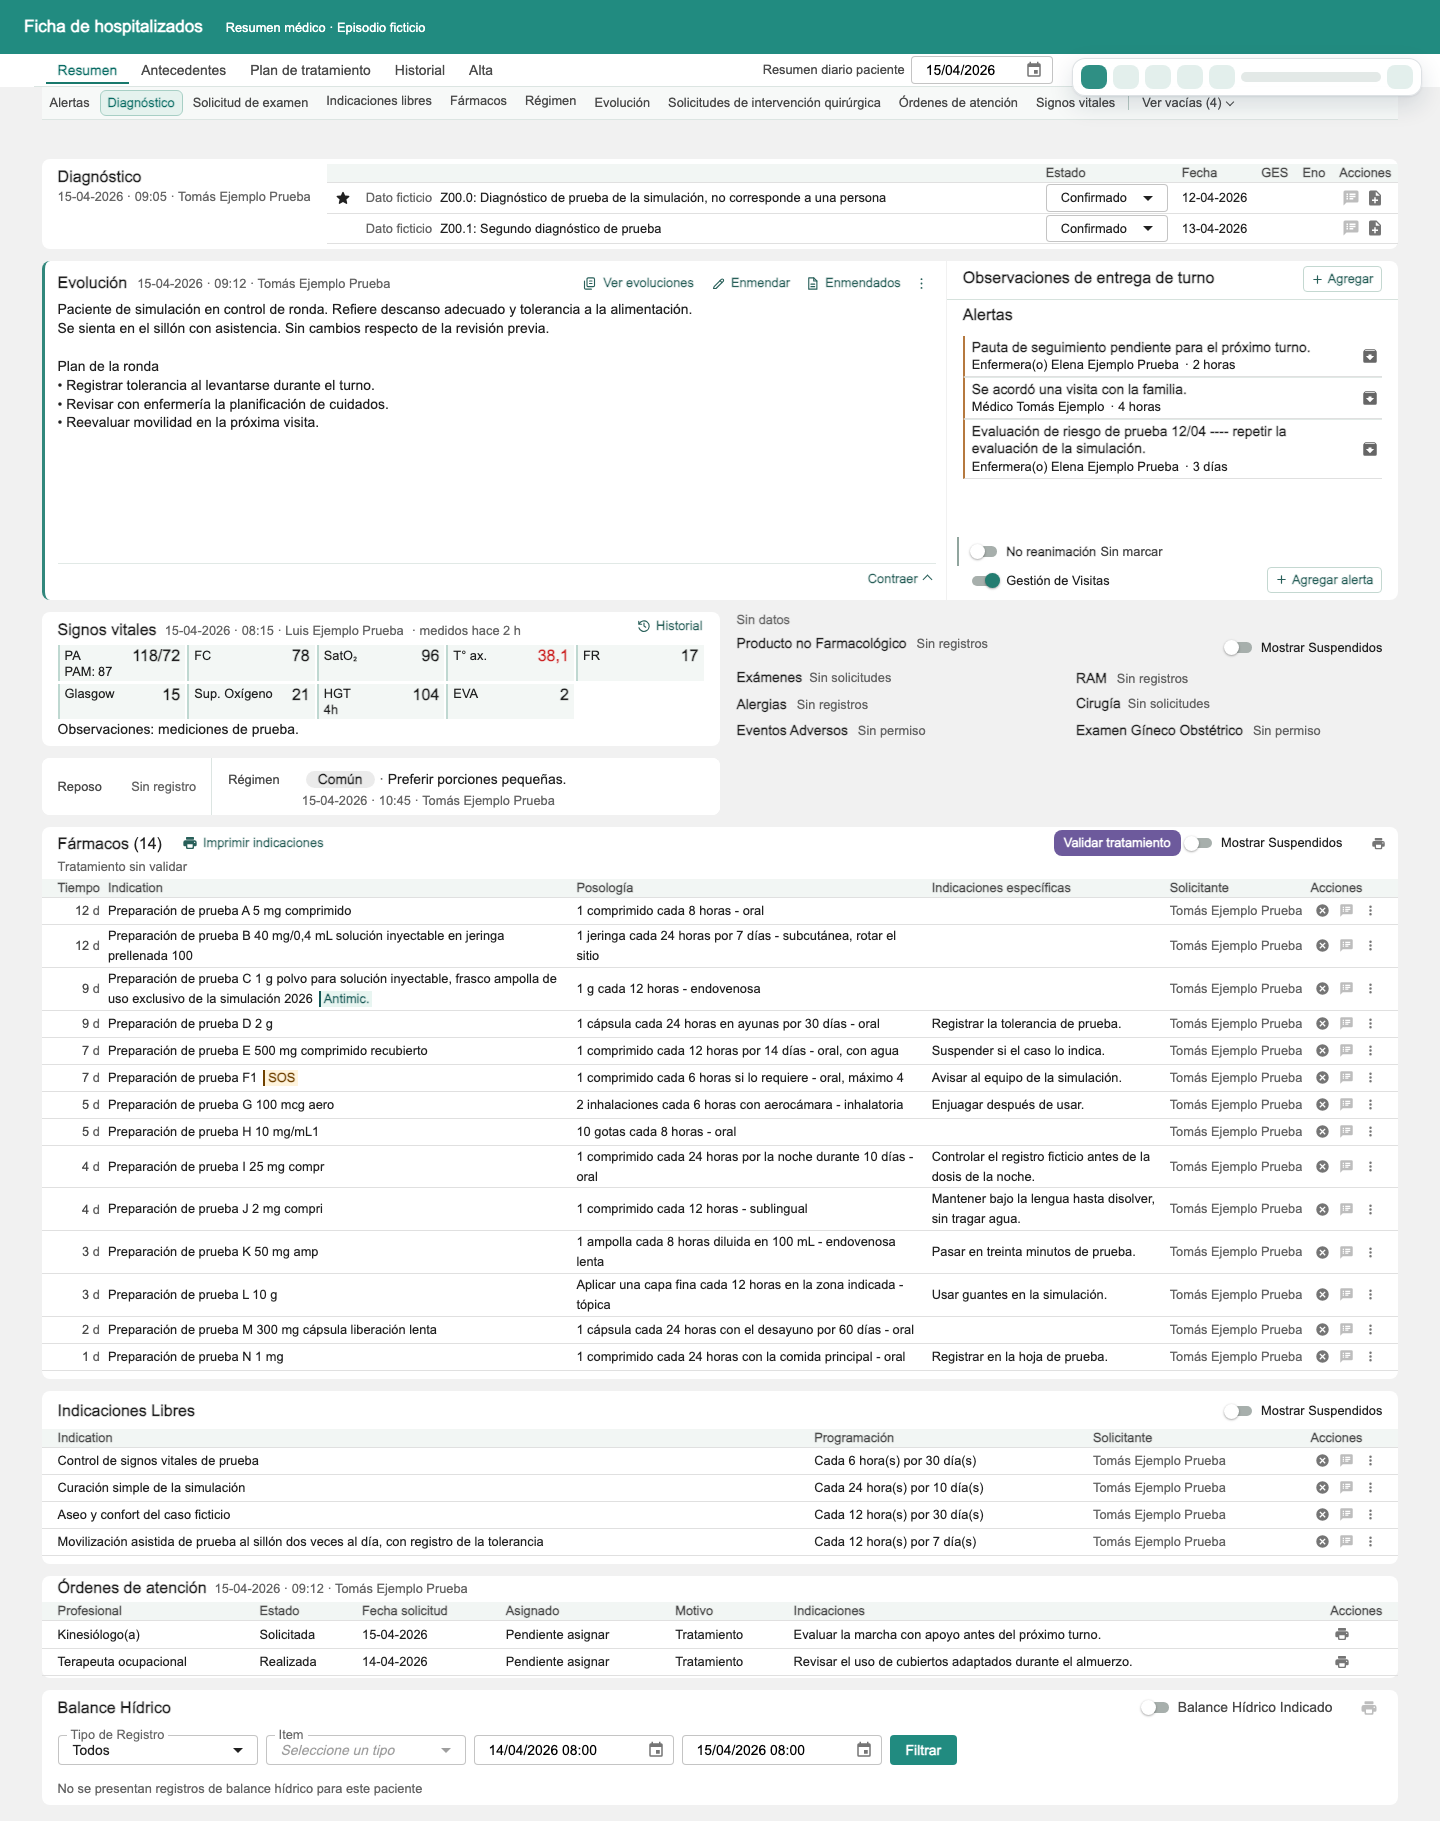 Ficha de hospitalizados Resumen médico · Episodio ficticio
Resumen Antecedentes Plan de tratamiento Historial Alta Resumen diario paciente 15/04/2026
Alertas Diagnóstico Solicitud de examen Indicaciones libres Fármacos Régimen Evolución Solicitudes de intervención quirúrgica Órdenes de atención Signos vitales Ver vacías (4)
Diagnóstico
15-04-2026 · 09:05 · Tomás Ejemplo Prueba
Estado Fecha GES Eno Acciones
Dato ficticio Z00.0: Diagnóstico de prueba de la simulación, no corresponde a una persona Confirmado 12-04-2026
Dato ficticio Z00.1: Segundo diagnóstico de prueba Confirmado 13-04-2026
Evolución 15-04-2026 · 09:12 · Tomás Ejemplo Prueba Ver evoluciones Enmendar Enmendados
Paciente de simulación en control de ronda. Refiere descanso adecuado y tolerancia a la alimentación.
Se sienta en el sillón con asistencia. Sin cambios respecto de la revisión previa.
Plan de la ronda
• Registrar tolerancia al levantarse durante el turno.
• Revisar con enfermería la planificación de cuidados.
• Reevaluar movilidad en la próxima visita.
Contraer
Observaciones de entrega de turno + Agregar
Alertas
Pauta de seguimiento pendiente para el próximo turno.
Enfermera(o) Elena Ejemplo Prueba · 2 horas
Se acordó una visita con la familia.
Médico Tomás Ejemplo · 4 horas
Evaluación de riesgo de prueba 12/04 ---- repetir la
evaluación de la simulación.
Enfermera(o) Elena Ejemplo Prueba · 3 días
No reanimación Sin marcar
Gestión de Visitas + Agregar alerta
Signos vitales 15-04-2026 · 08:15 · Luis Ejemplo Prueba · medidos hace 2 h Historial
PA 118/72 FC 78 SatO₂ 96 T° ax. 38,1 FR 17
PAM: 87
Glasgow 15 Sup. Oxígeno 21 HGT 104 EVA 2
4h
Observaciones: mediciones de prueba.
Sin datos
Producto no Farmacológico Sin registros Mostrar Suspendidos
Exámenes Sin solicitudes RAM Sin registros
Alergias Sin registros Cirugía Sin solicitudes
Eventos Adversos Sin permiso Examen Gíneco Obstétrico Sin permiso
Reposo Sin registro Régimen Común · Preferir porciones pequeñas.
15-04-2026 · 10:45 · Tomás Ejemplo Prueba
Fármacos (14) Imprimir indicaciones Validar tratamiento Mostrar Suspendidos
Tratamiento sin validar
Tiempo Indication Posología Indicaciones específicas Solicitante Acciones
12 d Preparación de prueba A 5 mg comprimido 1 comprimido cada 8 horas - oral Tomás Ejemplo Prueba
12 d Preparación de prueba B 40 mg/0,4 mL solución inyectable en jeringa
prellenada 100 1 jeringa cada 24 horas por 7 días - subcutánea, rotar el
sitio Tomás Ejemplo Prueba
9 d Preparación de prueba C 1 g polvo para solución inyectable, frasco ampolla de
uso exclusivo de la simulación 2026 Antimic. 1 g cada 12 horas - endovenosa Tomás Ejemplo Prueba
9 d Preparación de prueba D 2 g 1 cápsula cada 24 horas en ayunas por 30 días - oral Registrar la tolerancia de prueba. Tomás Ejemplo Prueba
7 d Preparación de prueba E 500 mg comprimido recubierto 1 comprimido cada 12 horas por 14 días - oral, con agua Suspender si el caso lo indica. Tomás Ejemplo Prueba
7 d Preparación de prueba F1 SOS 1 comprimido cada 6 horas si lo requiere - oral, máximo 4 Avisar al equipo de la simulación. Tomás Ejemplo Prueba
5 d Preparación de prueba G 100 mcg aero 2 inhalaciones cada 6 horas con aerocámara - inhalatoria Enjuagar después de usar. Tomás Ejemplo Prueba
5 d Preparación de prueba H 10 mg/mL1 10 gotas cada 8 horas - oral Tomás Ejemplo Prueba
4 d Preparación de prueba I 25 mg compr 1 comprimido cada 24 horas por la noche durante 10 días -
oral Controlar el registro ficticio antes de la
dosis de la noche. Tomás Ejemplo Prueba
4 d Preparación de prueba J 2 mg compri 1 comprimido cada 12 horas - sublingual Mantener bajo la lengua hasta disolver,
sin tragar agua. Tomás Ejemplo Prueba
3 d Preparación de prueba K 50 mg amp 1 ampolla cada 8 horas diluida en 100 mL - endovenosa
lenta Pasar en treinta minutos de prueba. Tomás Ejemplo Prueba
3 d Preparación de prueba L 10 g Aplicar una capa fina cada 12 horas en la zona indicada -
tópica Usar guantes en la simulación. Tomás Ejemplo Prueba
2 d Preparación de prueba M 300 mg cápsula liberación lenta 1 cápsula cada 24 horas con el desayuno por 60 días - oral Tomás Ejemplo Prueba
1 d Preparación de prueba N 1 mg 1 comprimido cada 24 horas con la comida principal - oral Registrar en la hoja de prueba. Tomás Ejemplo Prueba
Indicaciones Libres Mostrar Suspendidos
Indication Programación Solicitante Acciones
Control de signos vitales de prueba Cada 6 hora(s) por 30 día(s) Tomás Ejemplo Prueba
Curación simple de la simulación Cada 24 hora(s) por 10 día(s) Tomás Ejemplo Prueba
Aseo y confort del caso ficticio Cada 12 hora(s) por 30 día(s) Tomás Ejemplo Prueba
Movilización asistida de prueba al sillón dos veces al día, con registro de la tolerancia Cada 12 hora(s) por 7 día(s) Tomás Ejemplo Prueba
Órdenes de atención 15-04-2026 · 09:12 · Tomás Ejemplo Prueba
Profesional Estado Fecha solicitud Asignado Motivo Indicaciones Acciones
Kinesiólogo(a) Solicitada 15-04-2026 Pendiente asignar Tratamiento Evaluar la marcha con apoyo antes del próximo turno.
Terapeuta ocupacional Realizada 14-04-2026 Pendiente asignar Tratamiento Revisar el uso de cubiertos adaptados durante el almuerzo.
Balance Hídrico Balance Hídrico Indicado
Tipo de Registro Item
Todos Seleccione un tipo 14/04/2026 08:00 15/04/2026 08:00 Filtrar
No se presentan registros de balance hídrico para este paciente